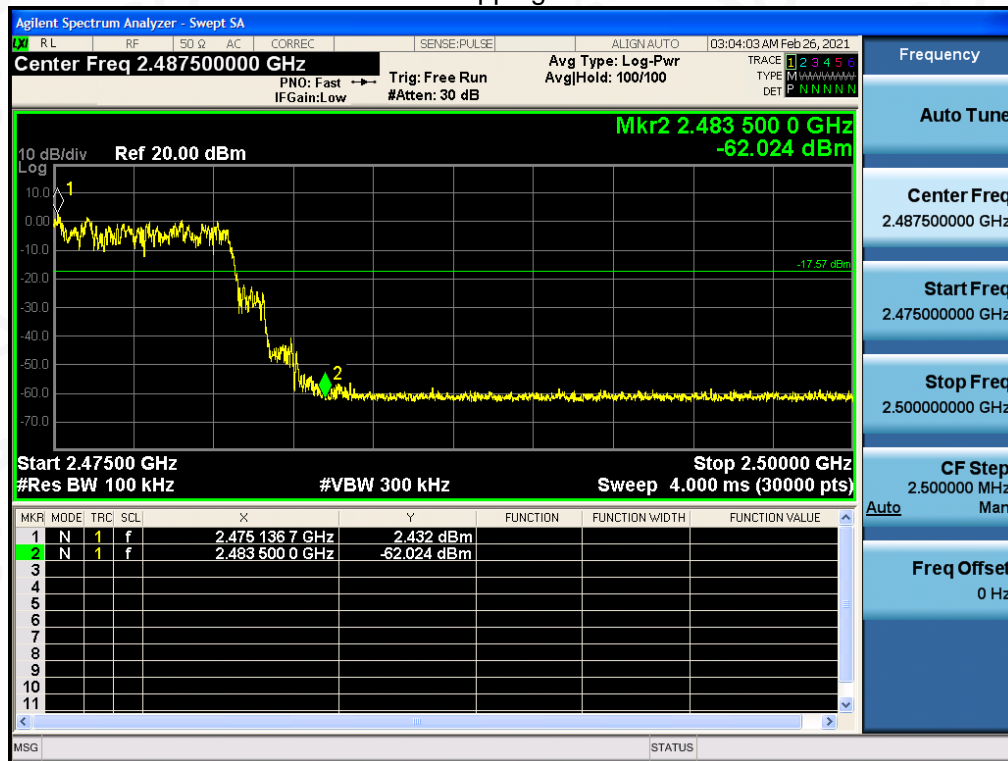 pping
Agilent Spectrum Analyzer - Swept SA
LXI RL RF 50 Ω AC CORREC SENSE:PULSE ALIGN AUTO 03:04:03 AM Feb 26, 2021
Center Freq 2.487500000 GHz
PNO: Fast
IFGain:Low
Trig: Free Run
#Atten: 30 dB
Avg Type: Log-Pwr
Avg|Hold: 100/100
TRACE 1 2 3 4 5 6
TYPE M WWWWW
DET P N N N N N
Mkr2 2.483 500 0 GHz
-62.024 dBm
10 dB/div Ref 20.00 dBm
Log
10.0
0.00
-10.0
-20.0
-30.0
-40.0
-50.0
-60.0
-70.0
1
-17.57 dBm
2
Start 2.47500 GHz Stop 2.50000 GHz
#Res BW 100 kHz #VBW 300 kHz Sweep 4.000 ms (30000 pts)
MKR MODE TRC SCL X Y FUNCTION FUNCTION WIDTH FUNCTION VALUE
1 N 1 f 2.475 136 7 GHz 2.432 dBm
2 N 1 f 2.483 500 0 GHz -62.024 dBm
3
4
5
6
7
8
9
10
11
MSG STATUS
Frequency
Auto Tune
Center Freq
2.487500000 GHz
Start Freq
2.475000000 GHz
Stop Freq
2.500000000 GHz
CF Step
2.500000 MHz
Auto Man
Freq Offset
0 Hz